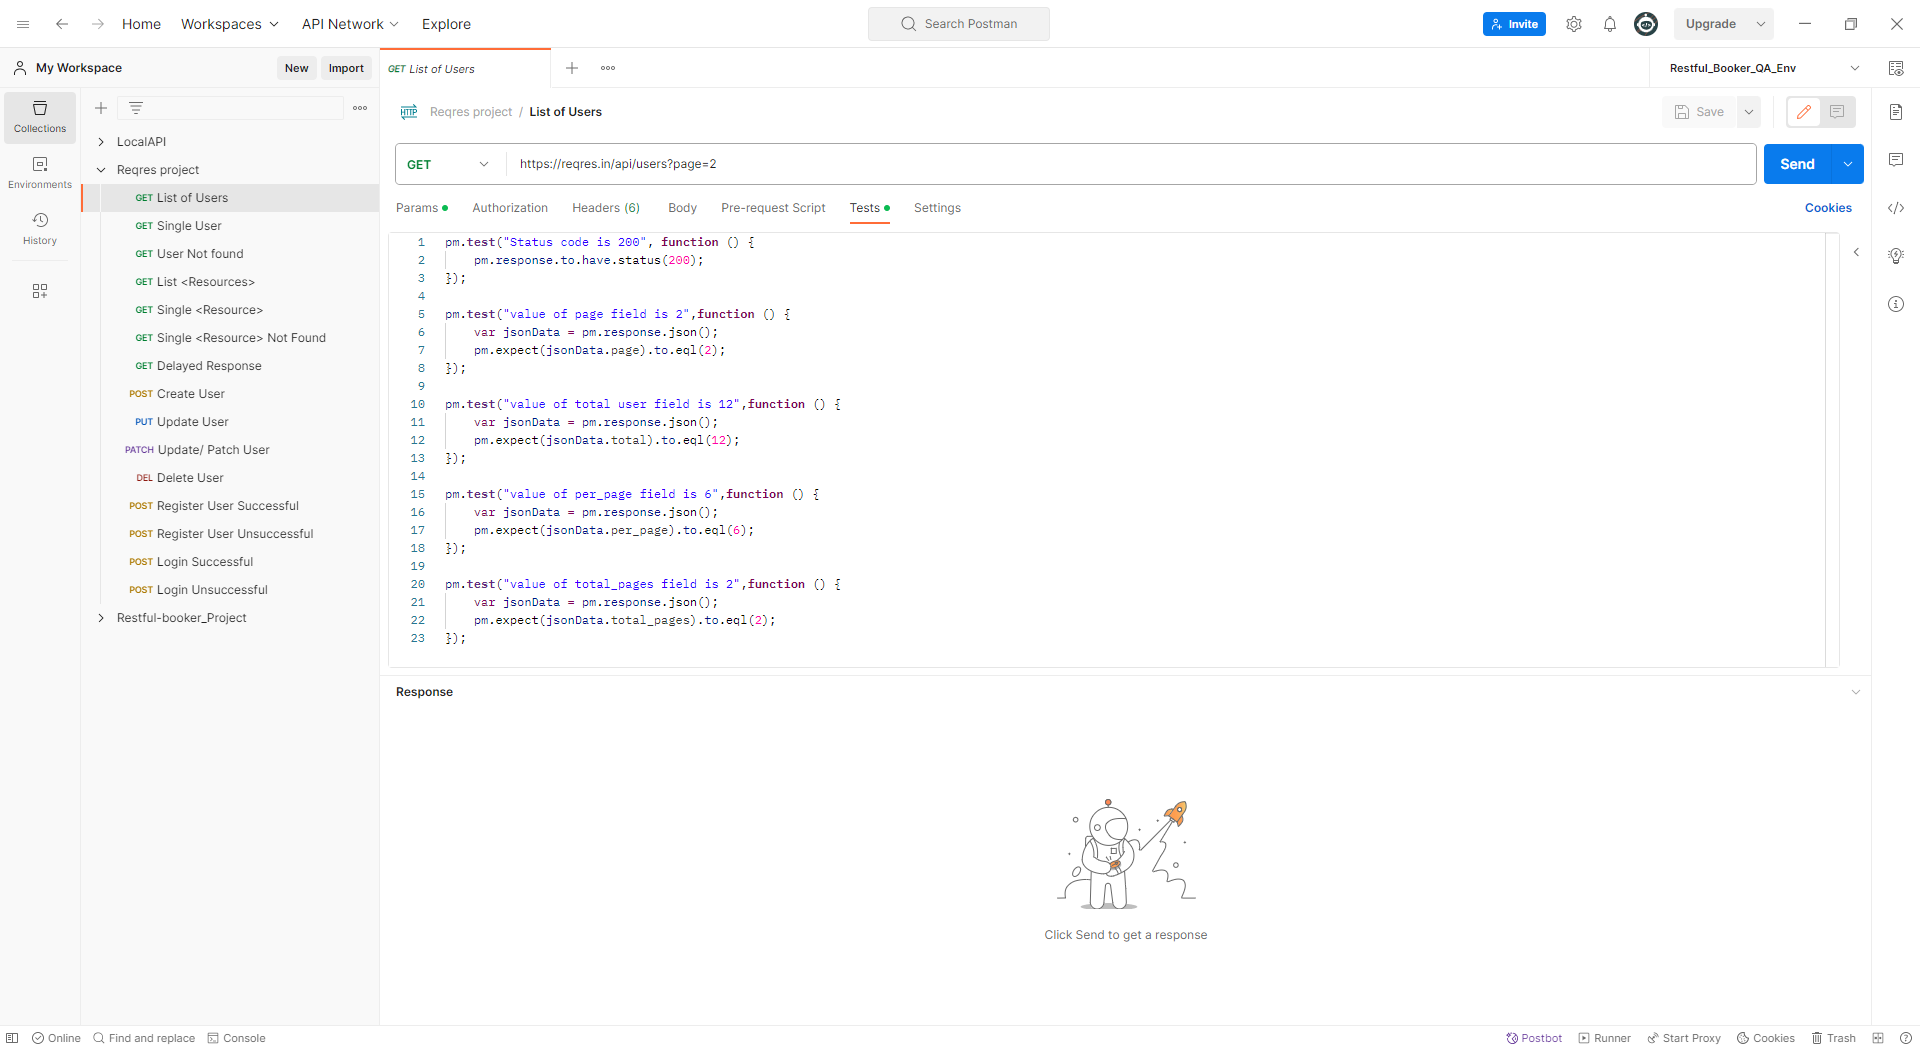 Home Workspaces API Network Explore Search Postman Invite Upgrade
My Workspace New Import GET List of Users Restful_Booker_QA_Env
Collections
Environments
History
LocalAPI
Reqres project
GET List of Users
GET Single User
GET User Not found
GET List <Resources>
GET Single <Resource>
GET Single <Resource> Not Found
GET Delayed Response
POST Create User
PUT Update User
PATCH Update/ Patch User
DEL Delete User
POST Register User Successful
POST Register User Unsuccessful
POST Login Successful
POST Login Unsuccessful
Restful-booker_Project
HTTP Reqres project / List of Users Save
GET https://reqres.in/api/users?page=2 Send
Params Authorization Headers (6) Body Pre-request Script Tests Settings Cookies
1 pm.test("Status code is 200", function () {
2 pm.response.to.have.status(200);
3 });
4
5 pm.test("value of page field is 2",function () {
6 var jsonData = pm.response.json();
7 pm.expect(jsonData.page).to.eql(2);
8 });
9
10 pm.test("value of total user field is 12",function () {
11 var jsonData = pm.response.json();
12 pm.expect(jsonData.total).to.eql(12);
13 });
14
15 pm.test("value of per_page field is 6",function () {
16 var jsonData = pm.response.json();
17 pm.expect(jsonData.per_page).to.eql(6);
18 });
19
20 pm.test("value of total_pages field is 2",function () {
21 var jsonData = pm.response.json();
22 pm.expect(jsonData.total_pages).to.eql(2);
23 });
Response
Click Send to get a response
Online Find and replace Console Postbot Runner Start Proxy Cookies Trash